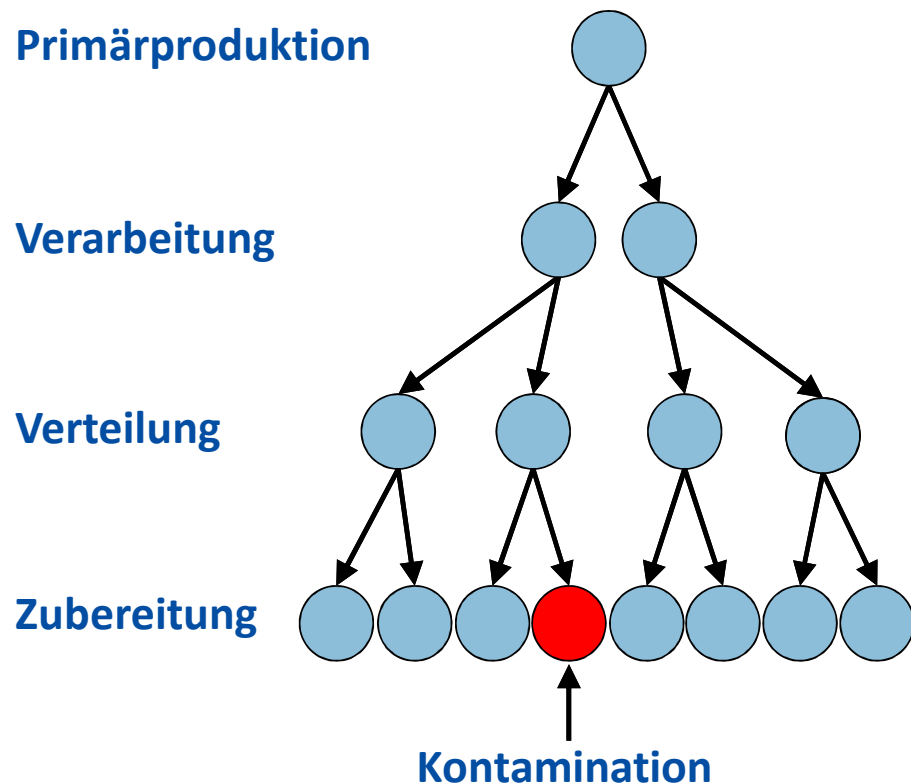 Primärproduktion
Verarbeitung
Verteilung
Zubereitung
Kontamination